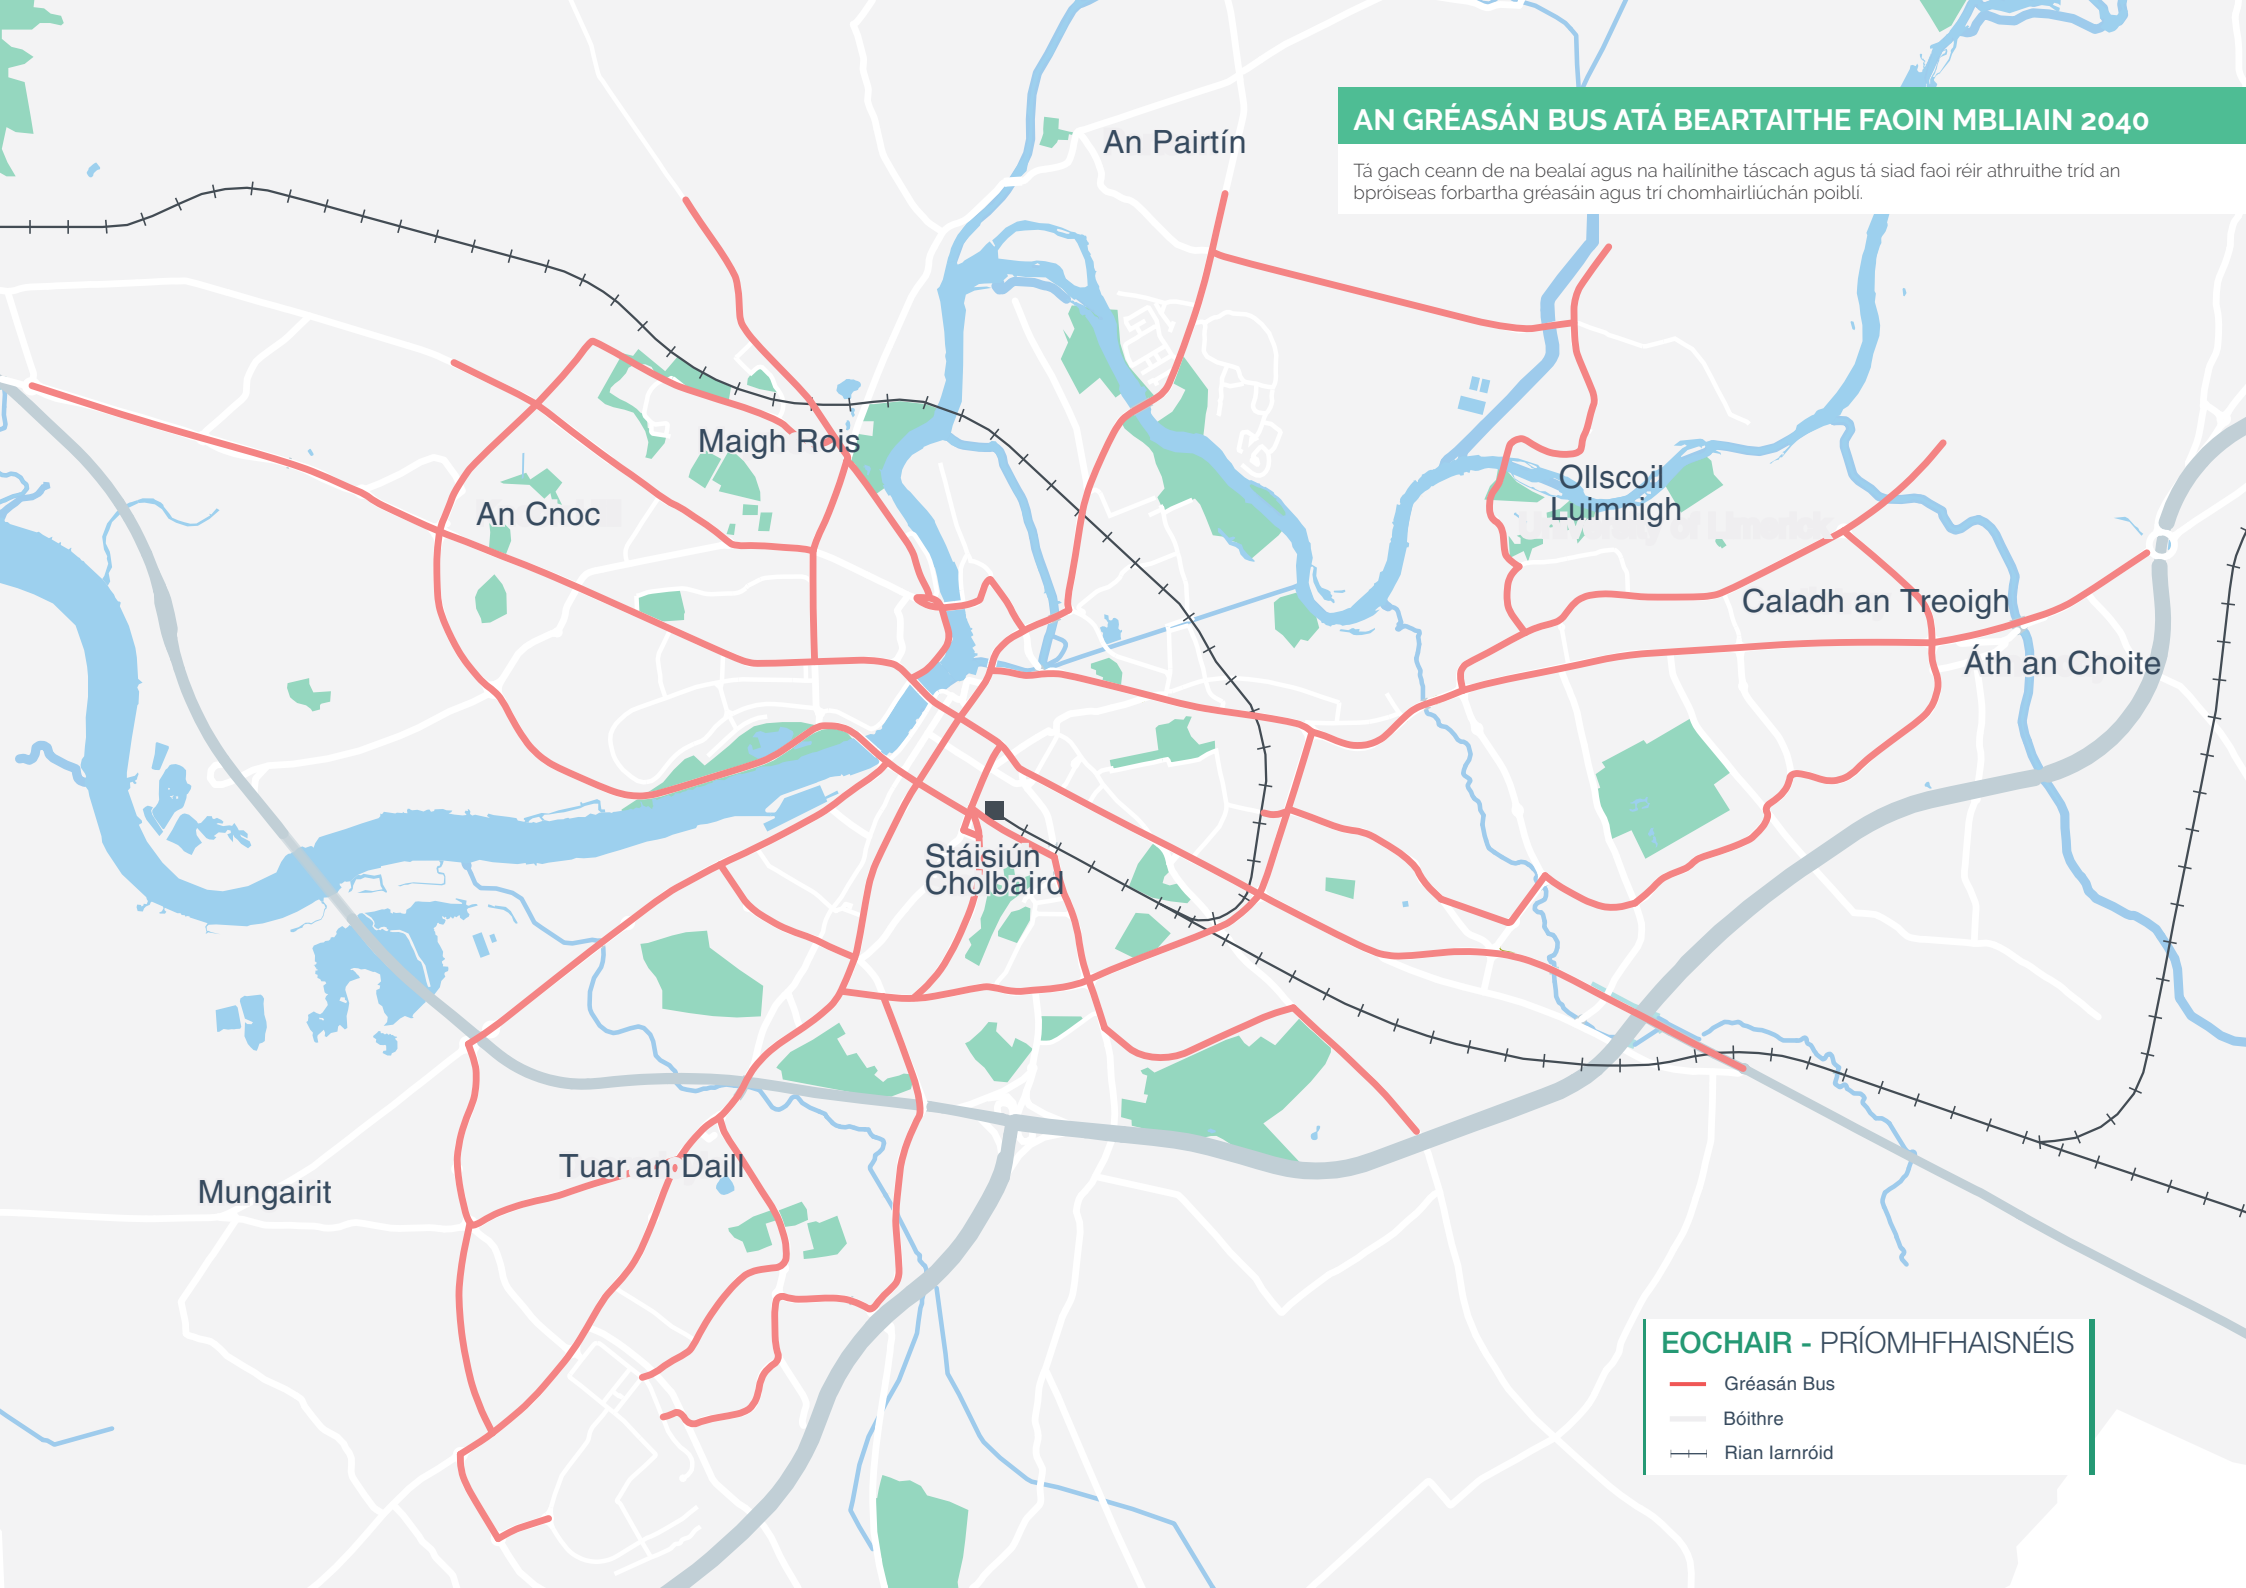 AN GRÉASÁN BUS ATÁ BEARTAITHE FAOIN MBLIAIN 2040
Tá gach ceann de na bealaí agus na hailínithe táscach agus tá siad faoi réir athruithe tríd an
bpróiseas forbartha gréasáin agus trí chomhairliúchán poiblí.
An Pairtín
Maigh Rois
An Cnoc
Ollscoil
Luimnigh
University of Limerick
Caladh an Treoigh
Áth an Choite
Stáisiún
Cholbaird
Tuar an Daill
Mungairit
EOCHAIR - PRÍOMHFHAISNÉIS
Gréasán Bus
Bóithre
Rian Iarnróid